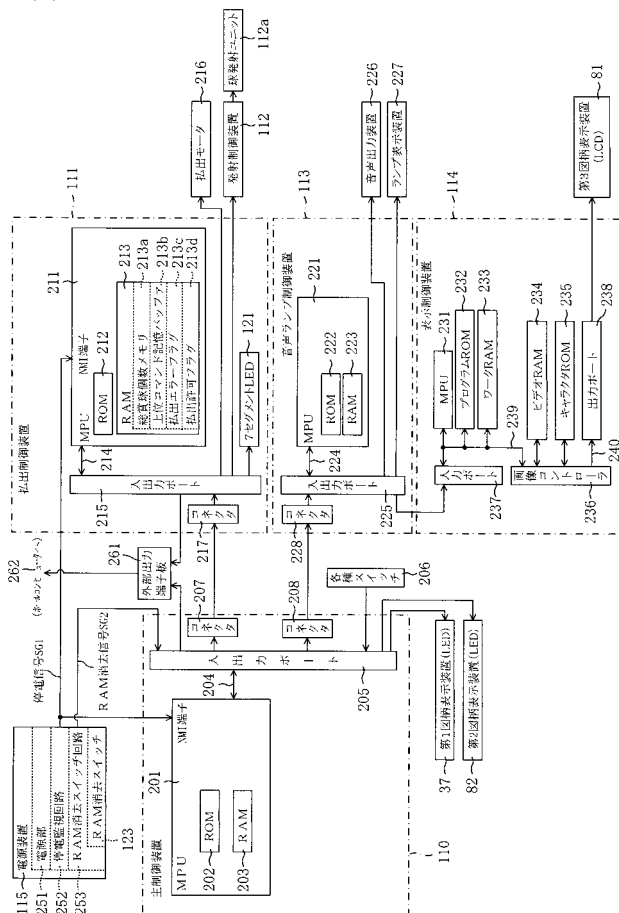 262
(ホールコンピュータへ)
外部出力
端子板
261
115
電源装置
251
電源部
252
停電監視回路
253
RAM消去スイッチ回路
RAM消去スイッチ
123
停電信号SG1
RAM消去信号SG2
払出制御装置
111
MPU
211
NMI端子
ROM
212
RAM
213
総賞球個数メモリ
213a
上位コマンド記憶バッファ
213b
払出エラーフラグ
213c
払出許可フラグ
213d
214
入出力ポート
215
コネクタ
217
7セグメントLED
121
払出モータ
216
発射制御装置
112
球発射ユニット
112a
主制御装置
110
MPU
201
NMI端子
ROM
202
RAM
203
204
入出力ポート
205
コネクタ
207
コネクタ
208
各種スイッチ
206
第1図柄表示装置(LED)
37
第2図柄表示装置(LED)
82
音声ランプ制御装置
113
MPU
221
ROM
222
RAM
223
224
入出力ポート
225
コネクタ
228
音声出力装置
226
ランプ表示装置
227
表示制御装置
114
MPU
231
プログラムROM
232
ワークRAM
233
ビデオRAM
234
キャラクタROM
235
出力ポート
238
239
240
入力ポート
237
画像コントローラ
236
第3図柄表示装置
(LCD)
81